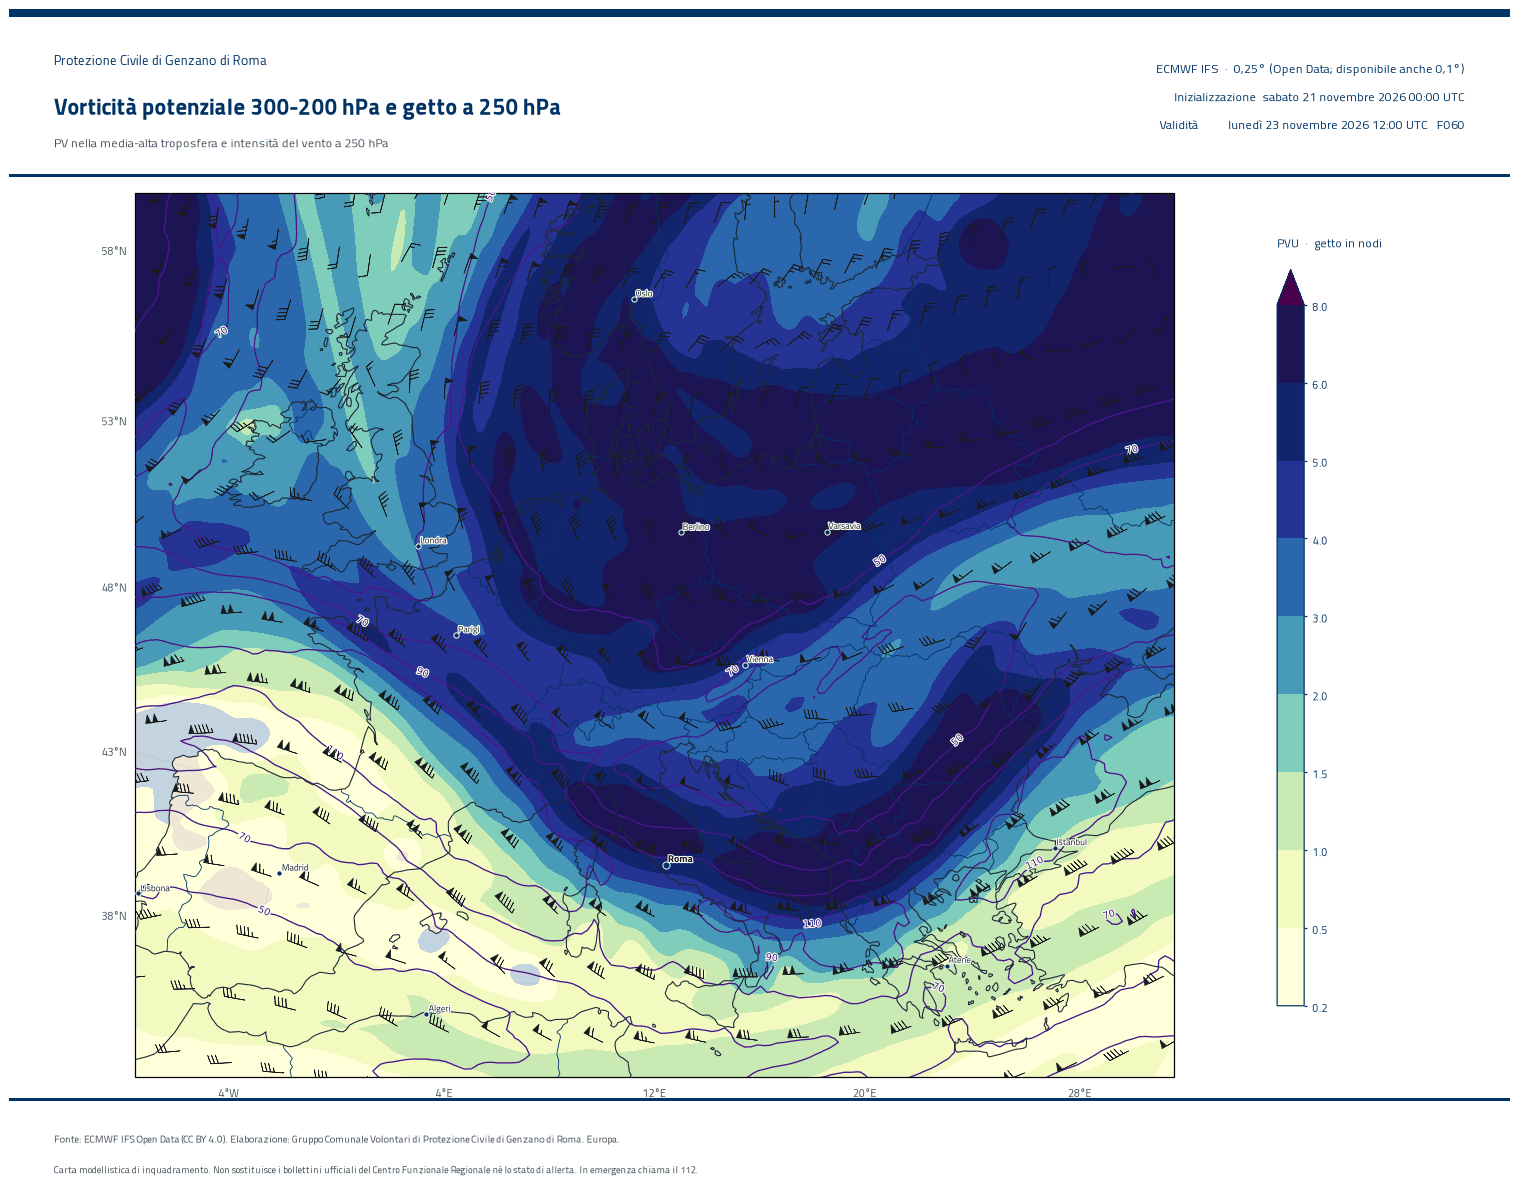 Protezione Civile di Genzano di Roma
Vorticità potenziale 300-200 hPa e getto a 250 hPa
PV nella media-alta troposfera e intensità del vento a 250 hPa
ECMWF IFS · 0,25° (Open Data; disponibile anche 0,1°)
Inizializzazione sabato 21 novembre 2026 00:00 UTC
Validità lunedì 23 novembre 2026 12:00 UTC F060
PVU · getto in nodi
8.0
6.0
5.0
4.0
3.0
2.0
1.5
1.0
0.5
0.2
58°N
53°N
48°N
43°N
38°N
4°W
4°E
12°E
20°E
28°E
Oslo
Londra
Berlino
Varsavia
Parigi
Vienna
Roma
Madrid
Lisbona
Istanbul
Atene
Algeri
70
70
50
70
90
70
50
70
50
110
110
90
70
70
Fonte: ECMWF IFS Open Data (CC BY 4.0). Elaborazione: Gruppo Comunale Volontari di Protezione Civile di Genzano di Roma. Europa.
Carta modellistica di inquadramento. Non sostituisce i bollettini ufficiali del Centro Funzionale Regionale né lo stato di allerta. In emergenza chiama il 112.